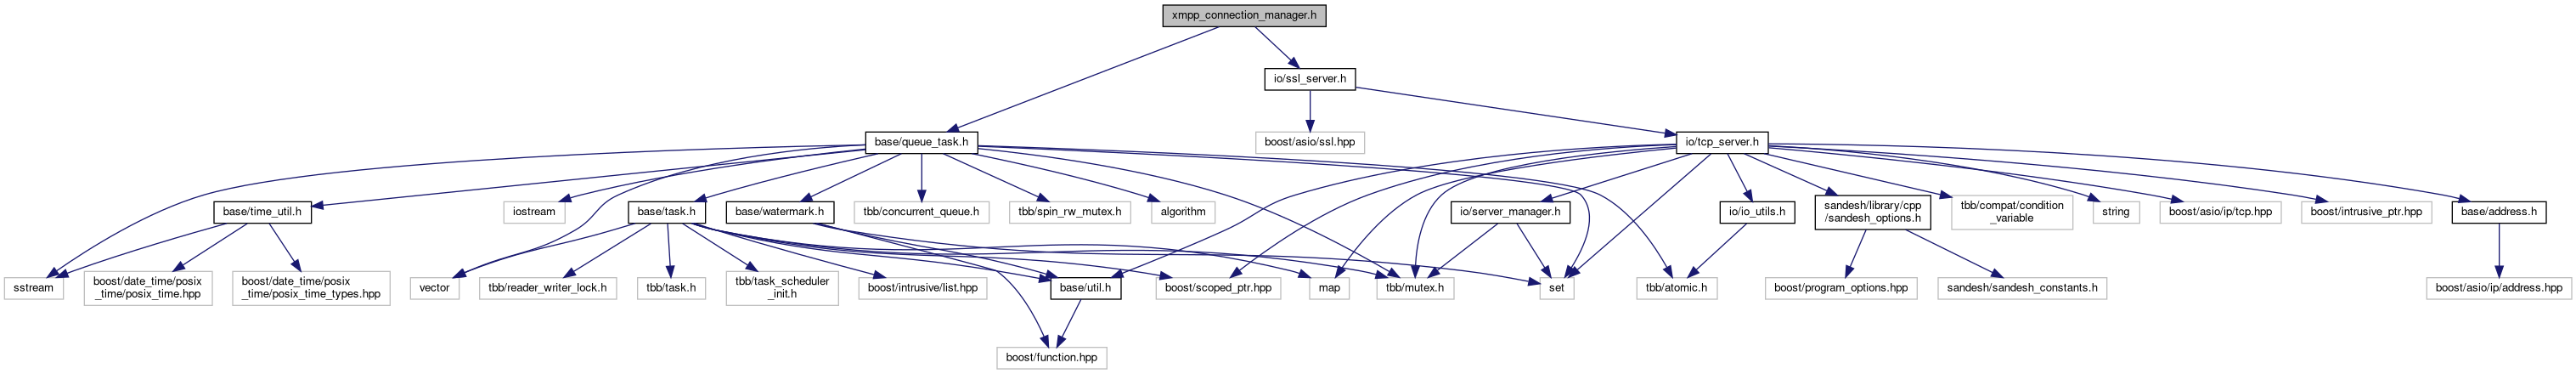 xmpp_connection_manager.h
io/ssl_server.h
base/queue_task.h
boost/asio/ssl.hpp
io/tcp_server.h
base/time_util.h
iostream
base/task.h
base/watermark.h
tbb/concurrent_queue.h
tbb/spin_rw_mutex.h
algorithm
io/server_manager.h
io/io_utils.h
sandesh/library/cpp
/sandesh_options.h
tbb/compat/condition
_variable
string
boost/asio/ip/tcp.hpp
boost/intrusive_ptr.hpp
base/address.h
sstream
boost/date_time/posix
_time/posix_time.hpp
boost/date_time/posix
_time/posix_time_types.hpp
vector
tbb/reader_writer_lock.h
tbb/task.h
tbb/task_scheduler
_init.h
boost/intrusive/list.hpp
base/util.h
boost/scoped_ptr.hpp
map
tbb/mutex.h
set
tbb/atomic.h
boost/program_options.hpp
sandesh/sandesh_constants.h
boost/asio/ip/address.hpp
boost/function.hpp